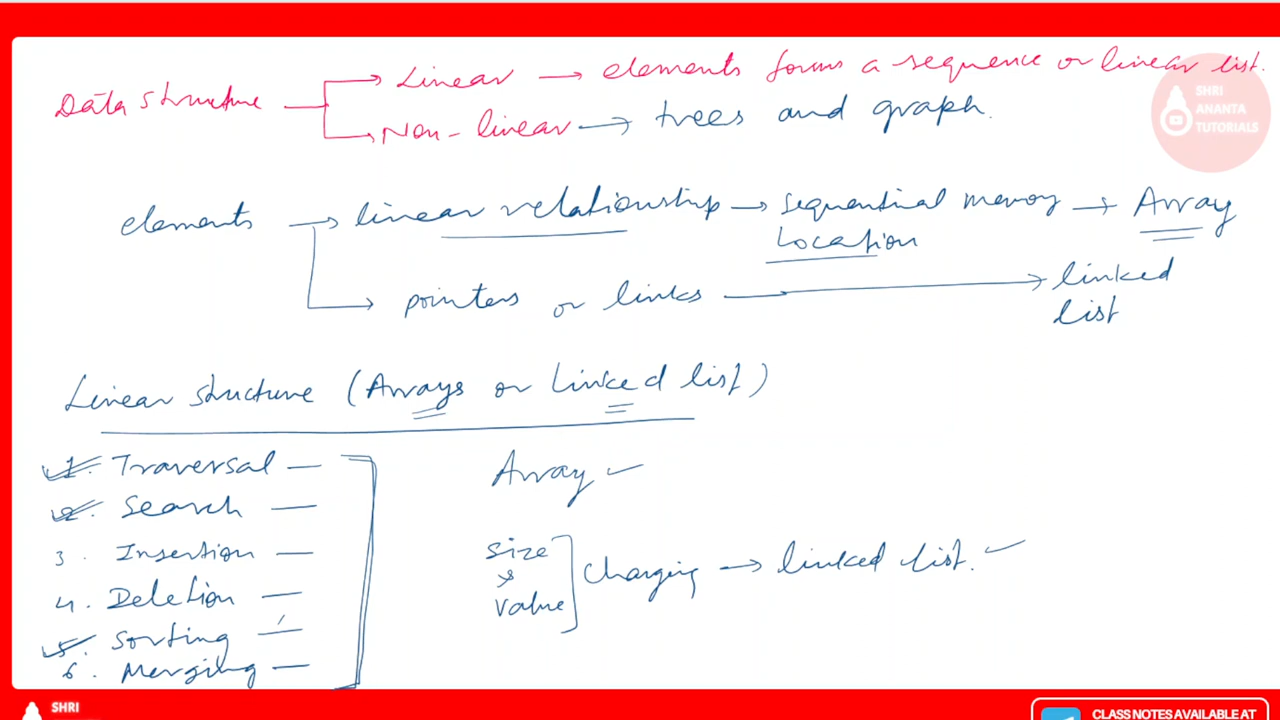 Data structure → Linear → elements forms a sequence or linear list.
→ Non-linear → trees and graph.
SHRI
ANANTA
TUTORIALS
elements → linear relationship → sequential memory → Array
Location
→ pointers or links → linked
list
Linear structure (Arrays or Linked list)
1. Traversal —
2. Search —
3. Insertion —
4. Deletion —
5. Sorting —
6. Merging —
Array ✓
size
value
changing → linked list. ✓
SHRI
CLASS NOTES AVAILABLE AT